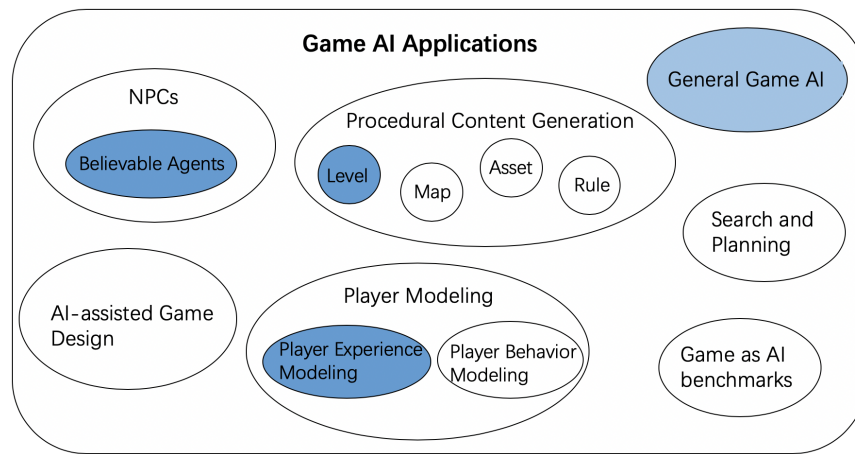 Game AI Applications
NPCs
Believable Agents
Procedural Content Generation
Level
Map
Asset
Rule
General Game AI
Search and
Planning
AI-assisted Game
Design
Player Modeling
Player Experience
Modeling
Player Behavior
Modeling
Game as AI
benchmarks